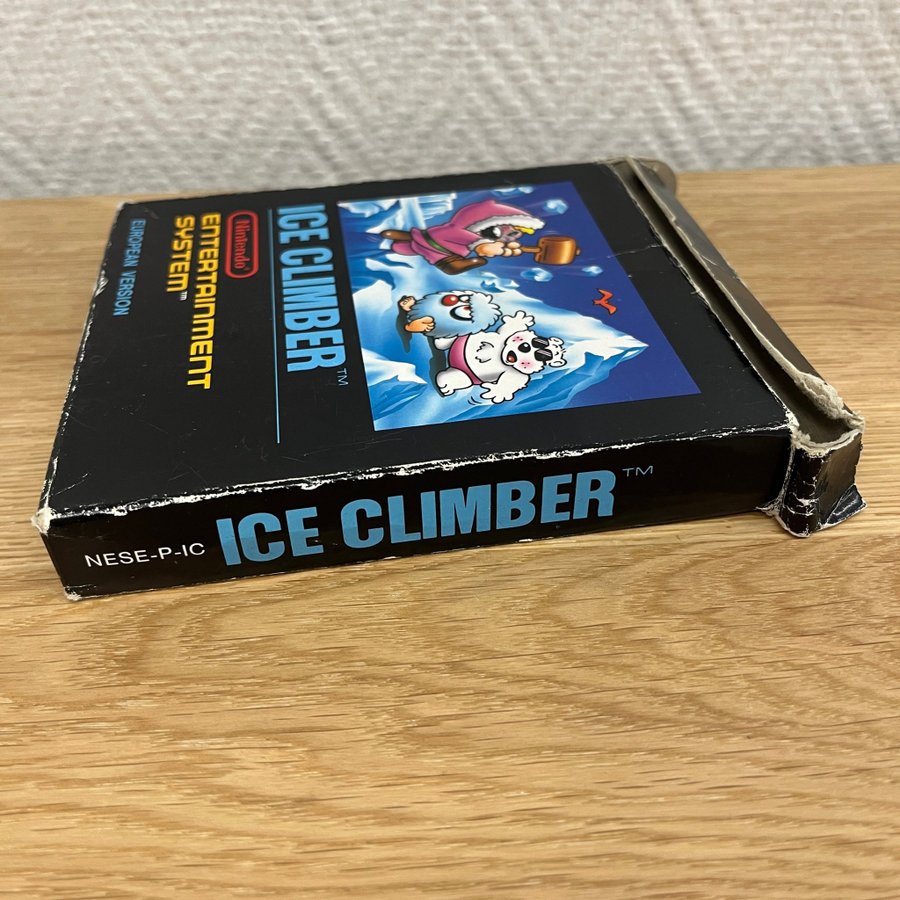 ICE CLIMBER™
Nintendo
ENTERTAINMENT
SYSTEM™
EUROPEAN VERSION
NESE-P-IC ICE CLIMBER™